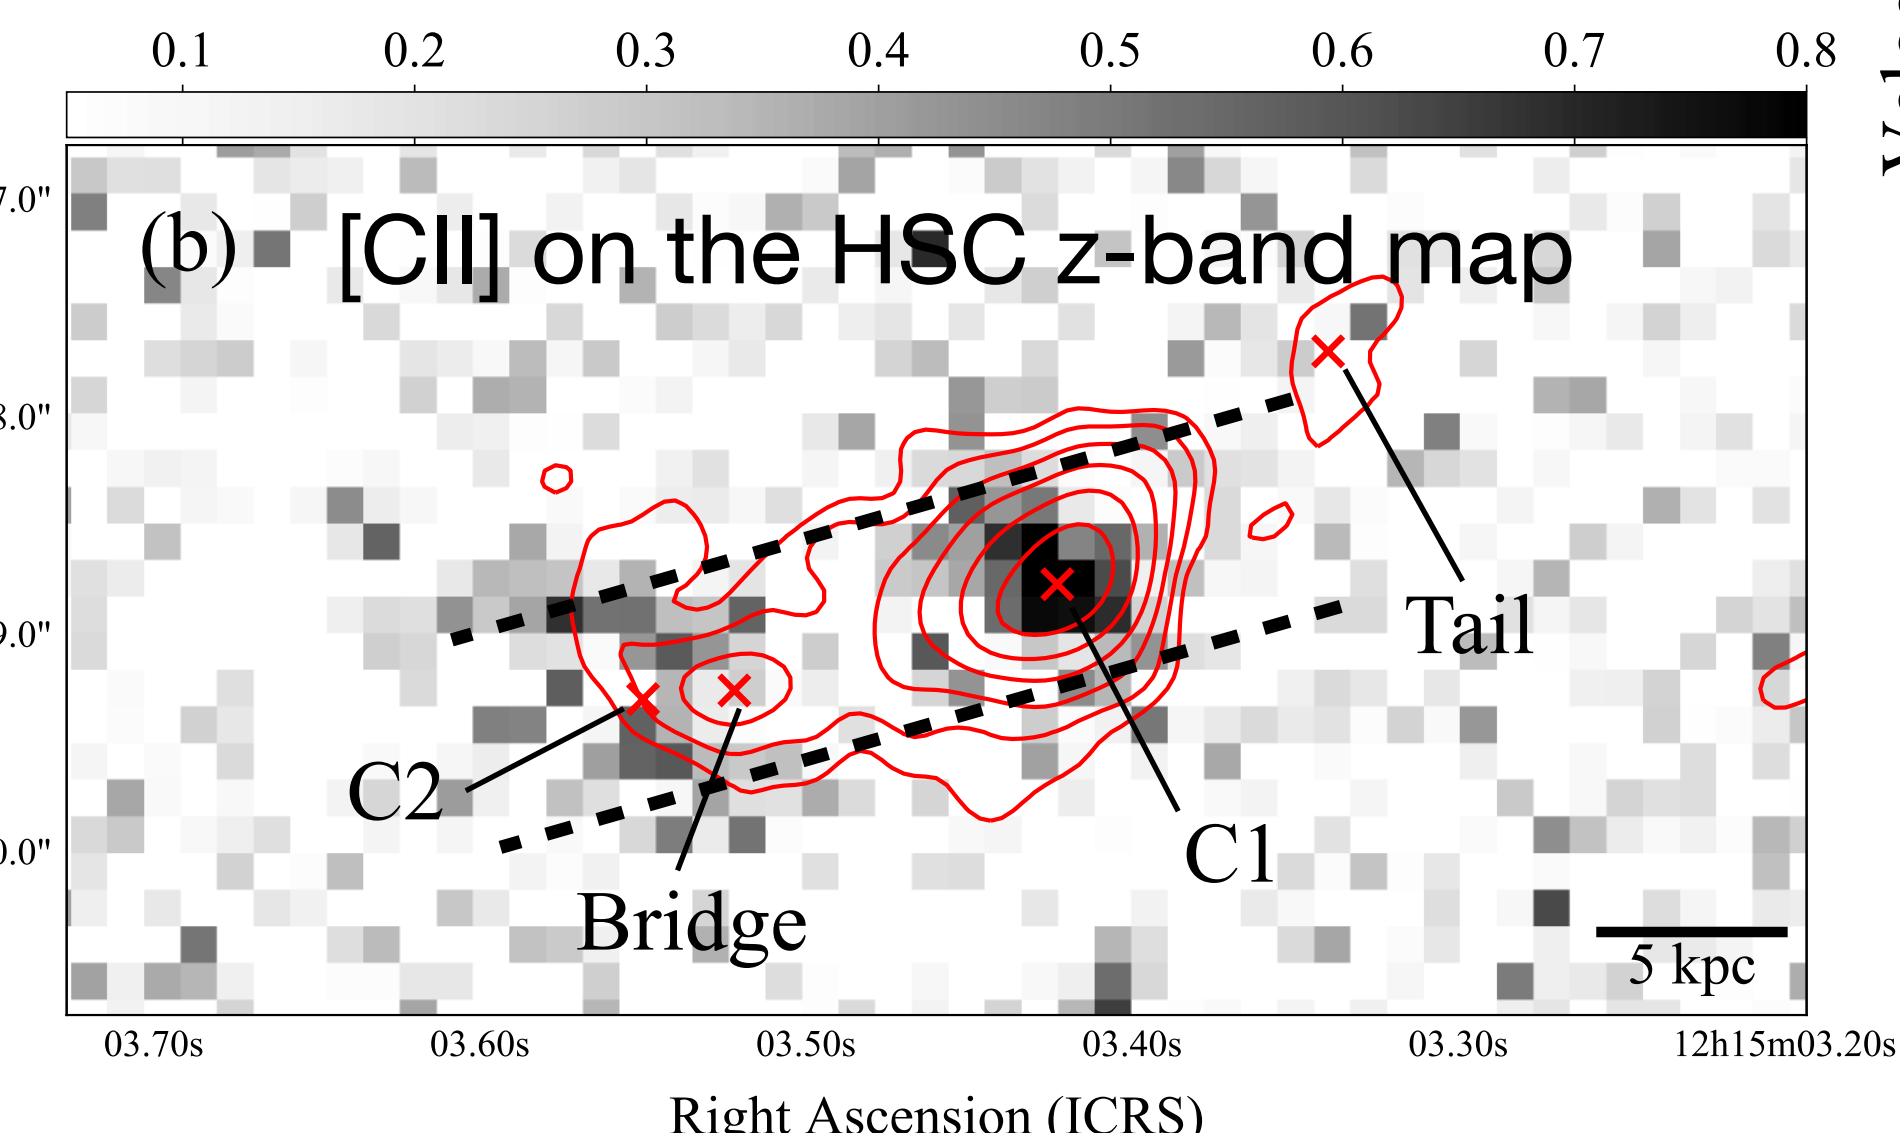 0.1 0.2 0.3 0.4 0.5 0.6 0.7 0.8
(b) [CII] on the HSC z-band map
7.0"
8.0"
9.0"
0.0"
Tail
C2
C1
Bridge
5 kpc
03.70s 03.60s 03.50s 03.40s 03.30s 12h15m03.20s
Right Ascension (ICRS)